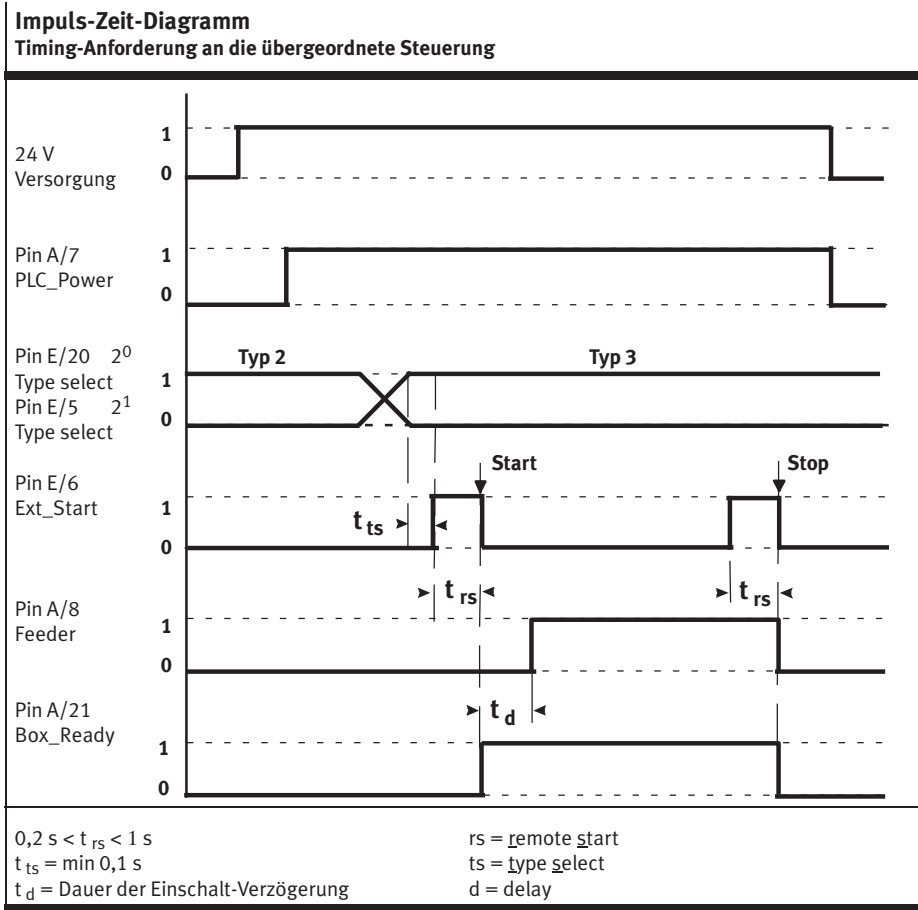 Impuls-Zeit-Diagramm
Timing-Anforderung an die übergeordnete Steuerung
24 V
Versorgung
1
0
Pin A/7
PLC_Power
1
0
Pin E/20 2⁰
Type select
Pin E/5 2¹
Type select
1
0
Typ 2
Typ 3
Pin E/6
Ext_Start
1
0
Start
Stop
t ts
t rs
t rs
Pin A/8
Feeder
1
0
t d
Pin A/21
Box_Ready
1
0
0,2 s < t rs < 1 s
t ts = min 0,1 s
t d = Dauer der Einschalt-Verzögerung
rs = remote start
ts = type select
d = delay